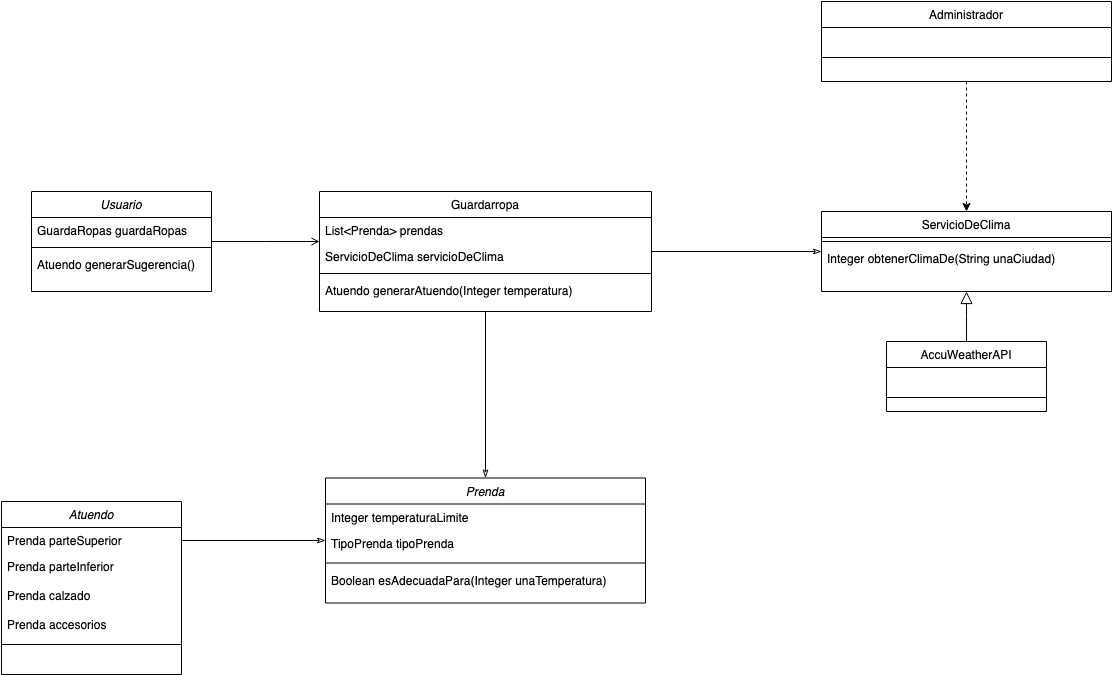 Administrador
Usuario
GuardaRopas guardaRopas
Atuendo generarSugerencia()
Guardarropa
List<Prenda> prendas
ServicioDeClima servicioDeClima
Atuendo generarAtuendo(Integer temperatura)
ServicioDeClima
Integer obtenerClimaDe(String unaCiudad)
AccuWeatherAPI
Atuendo
Prenda parteSuperior
Prenda parteInferior
Prenda calzado
Prenda accesorios
Prenda
Integer temperaturaLimite
TipoPrenda tipoPrenda
Boolean esAdecuadaPara(Integer unaTemperatura)